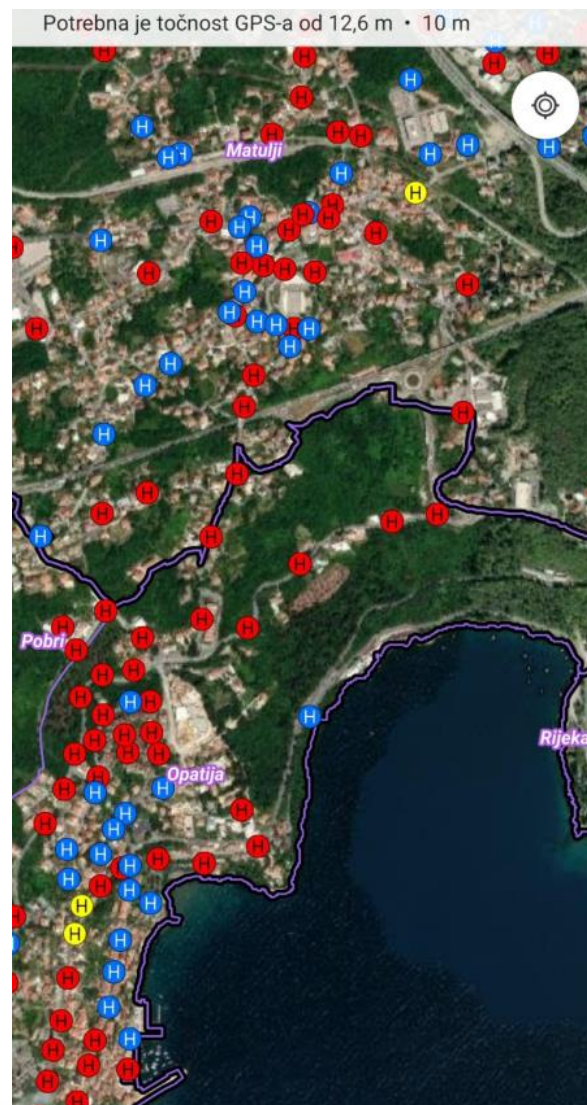 Potrebna je točnost GPS-a od 12,6 m • 10 m
Matulji
Pobri
Opatija
Rijeka